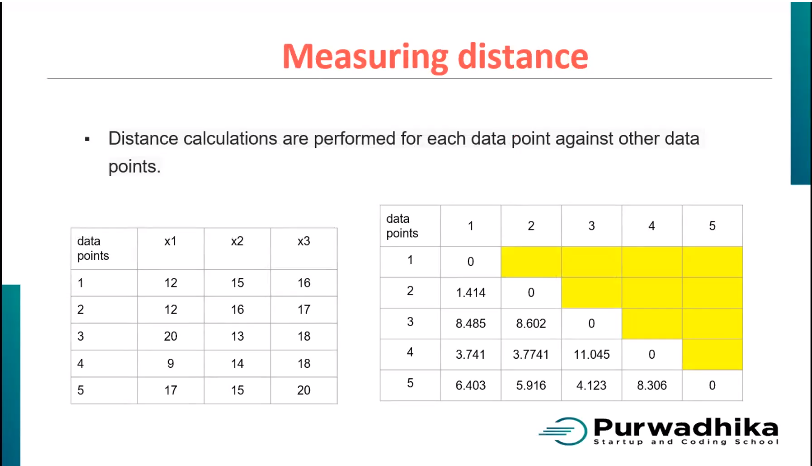 Measuring distance
▪ Distance calculations are performed for each data point against other data
points.
data points x1 x2 x3
1 12 15 16
2 12 16 17
3 20 13 18
4 9 14 18
5 17 15 20
data points 1 2 3 4 5
1 0
2 1.414 0
3 8.485 8.602 0
4 3.741 3.7741 11.045 0
5 6.403 5.916 4.123 8.306 0
Purwadhika
Startup and Coding School